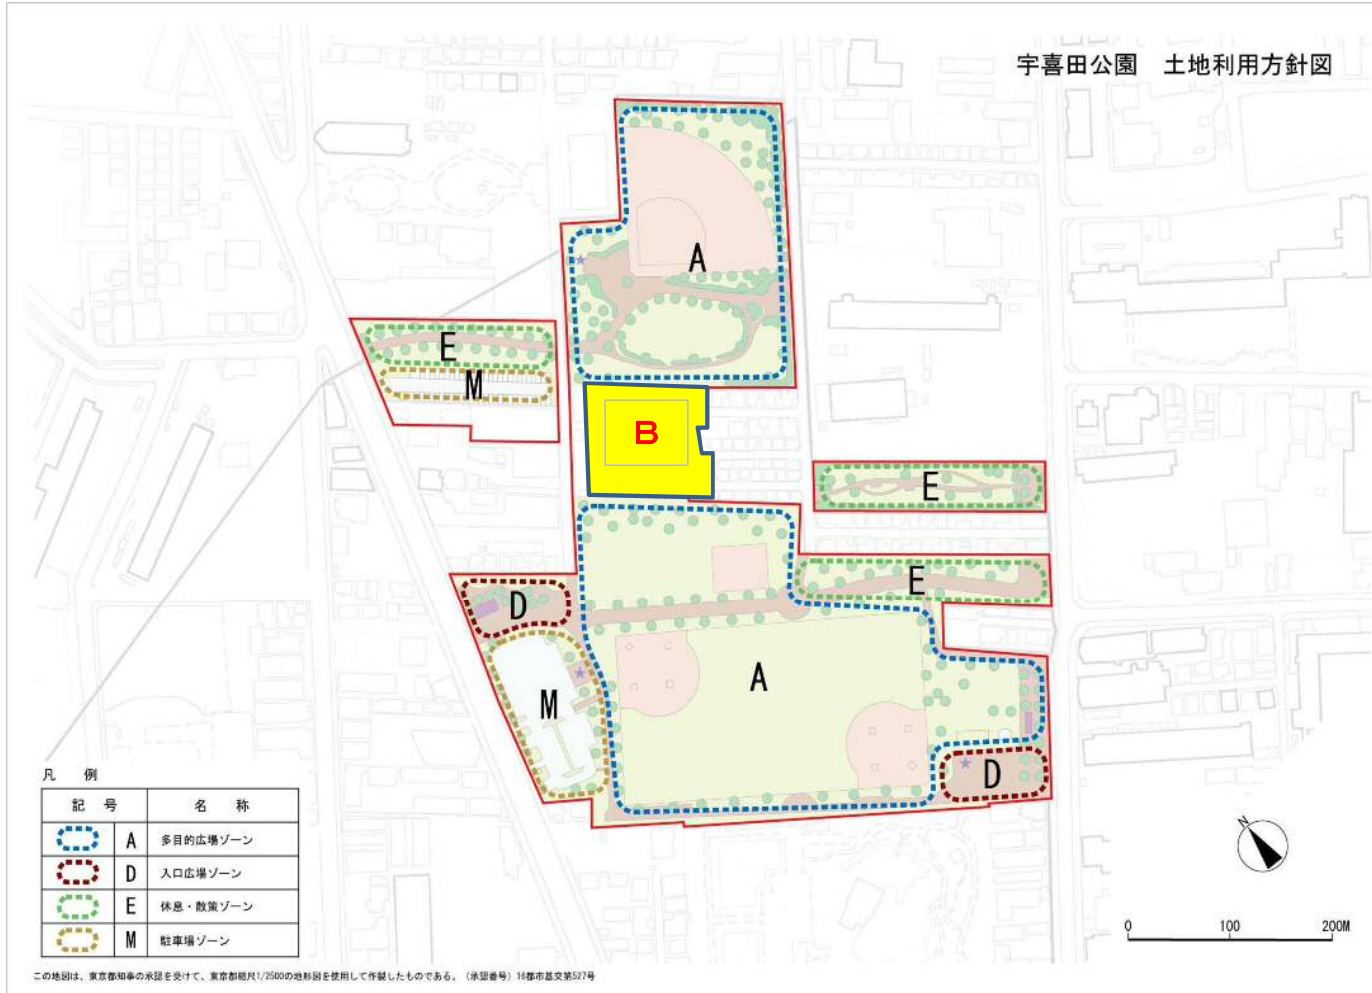 宇喜田公園 土地利用方針図
A
E
M
B
E
E
D
A
M
D
凡 例
記 号 名 称
A 多目的広場ゾーン
D 入口広場ゾーン
E 休息・散策ゾーン
M 駐車場ゾーン
N
0 100 200M
この地図は、東京都知事の承認を受けて、東京都縮尺1/2500の地形図を使用して作製したものである。（承認番号）16都市基交第527号